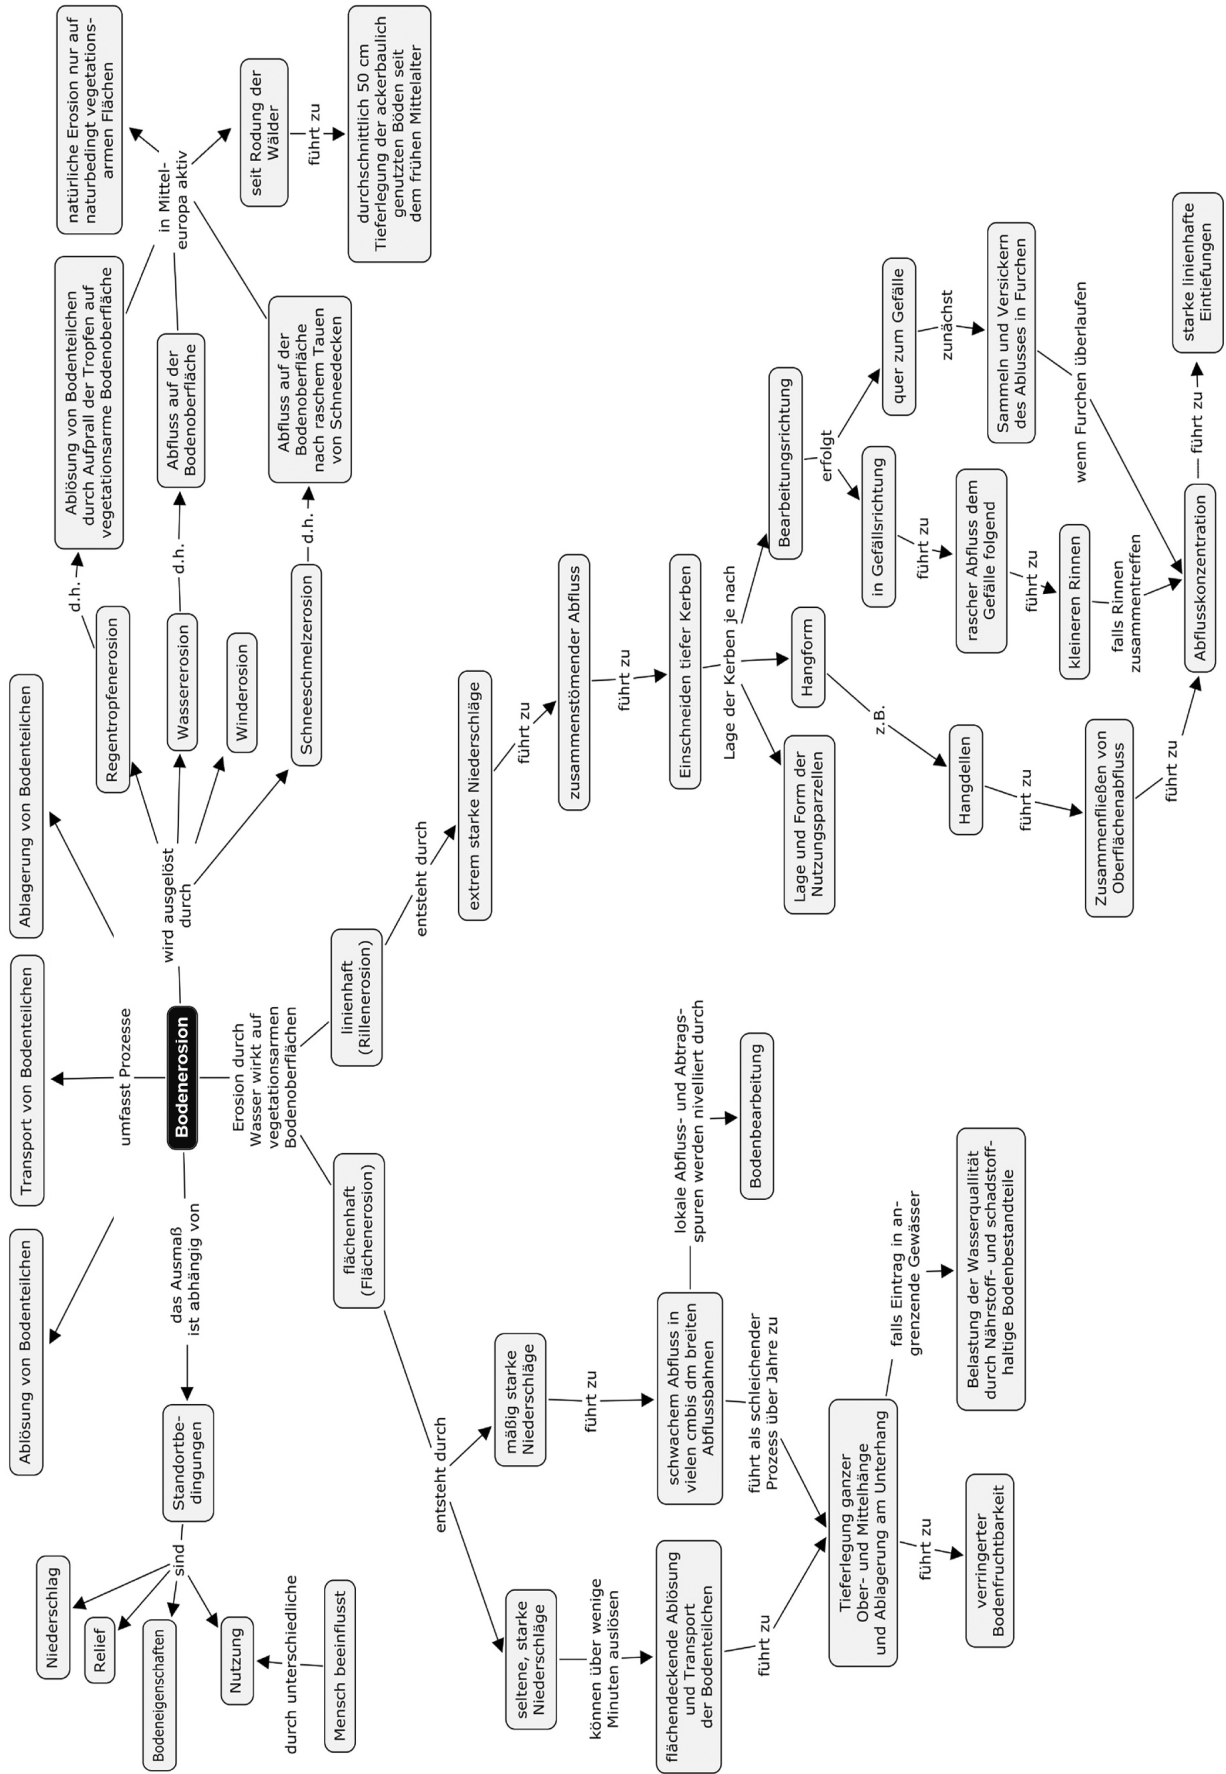 Ablösung von Bodenteilchen
Transport von Bodenteilchen
Ablagerung von Bodenteilchen
umfasst Prozesse
Bodenerosion
das Ausmaß
ist abhängig von
Standortbe-
dingungen
sind
Niederschlag
Relief
Bodeneigenschaften
Nutzung
durch unterschiedliche
Mensch beeinflusst
wird ausgelöst
durch
Regentropfenerosion
d.h.
Ablösung von Bodenteilchen
durch Aufprall der Tropfen auf
vegetationsarme Bodenoberfläche
Wassererosion
d.h.
Abfluss auf der
Bodenoberfläche
Winderosion
Schneeschmelzerosion
d.h.
Abfluss auf der
Bodenoberfläche
nach raschem Tauen
von Schneedecken
in Mittel-
europa aktiv
natürliche Erosion nur auf
naturbedingt vegetations-
armen Flächen
seit Rodung der
Wälder
führt zu
durchschnittlich 50 cm
Tieferlegung der ackerbaulich
genutzten Böden seit
dem frühen Mittelalter
Erosion durch
Wasser wirkt auf
vegetationsarmen
Bodenoberflächen
flächenhaft
(Flächenerosion)
entsteht durch
seltene, starke
Niederschläge
können über wenige
Minuten auslösen
flächendeckende Ablösung
und Transport
der Bodenteilchen
führt zu
mäßig starke
Niederschläge
führt zu
schwachem Abfluss in
vielen cmbis dm breiten
Abflussbahnen
lokale Abfluss- und Abtrags-
spuren werden nivelliert durch
Bodenbearbeitung
führt als schleichender
Prozess über Jahre zu
Tieferlegung ganzer
Ober- und Mittelhänge
und Ablagerung am Unterhang
führt zu
verringerter
Bodenfruchtbarkeit
falls Eintrag in an-
grenzende Gewässer
Belastung der Wasserquallität
durch Nährstoff- und schadstoff-
haltige Bodenbestandteile
linienhaft
(Rillenerosion)
entsteht durch
extrem starke Niederschläge
führt zu
zusammenstömender Abfluss
führt zu
Einschneiden tiefer Kerben
Lage der Kerben je nach
Lage und Form der
Nutzungsparzellen
Hangform
z.B.
Hangdellen
führt zu
Zusammenfließen von
Oberflächenabfluss
führt zu
Bearbeitungsrichtung
erfolgt
in Gefällsrichtung
führt zu
rascher Abfluss dem
Gefälle folgend
führt zu
kleineren Rinnen
falls Rinnen
zusammentreffen
quer zum Gefälle
zunächst
Sammeln und Versickern
des Ablusses in Furchen
wenn Furchen überlaufen
Abflusskonzentration
führt zu
starke linienhafte
Eintiefungen